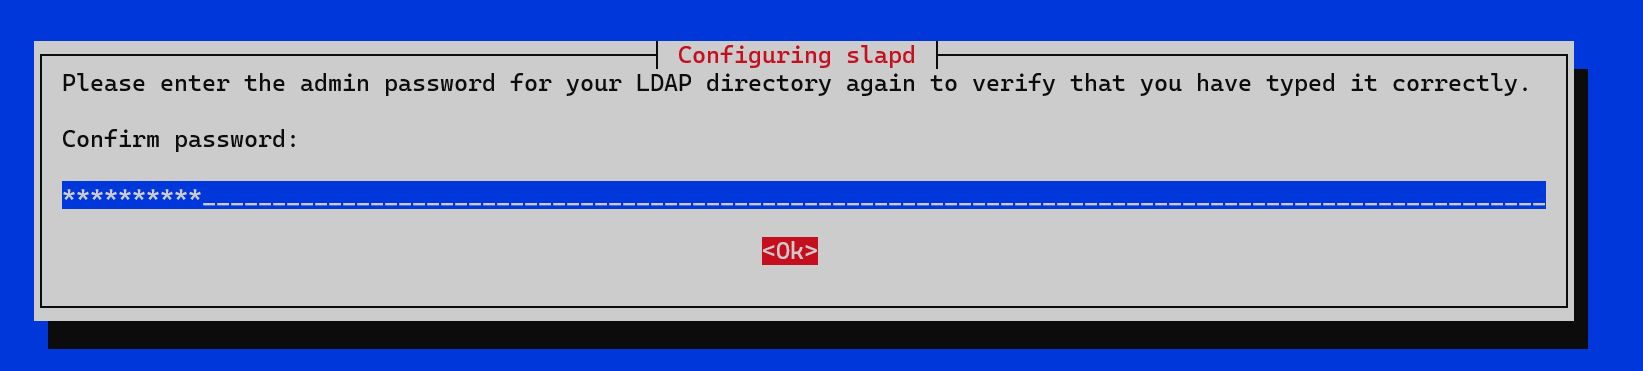 Configuring slapd
Please enter the admin password for your LDAP directory again to verify that you have typed it correctly.
Confirm password:
**********__________________________________________________________________________________________________
<Ok>